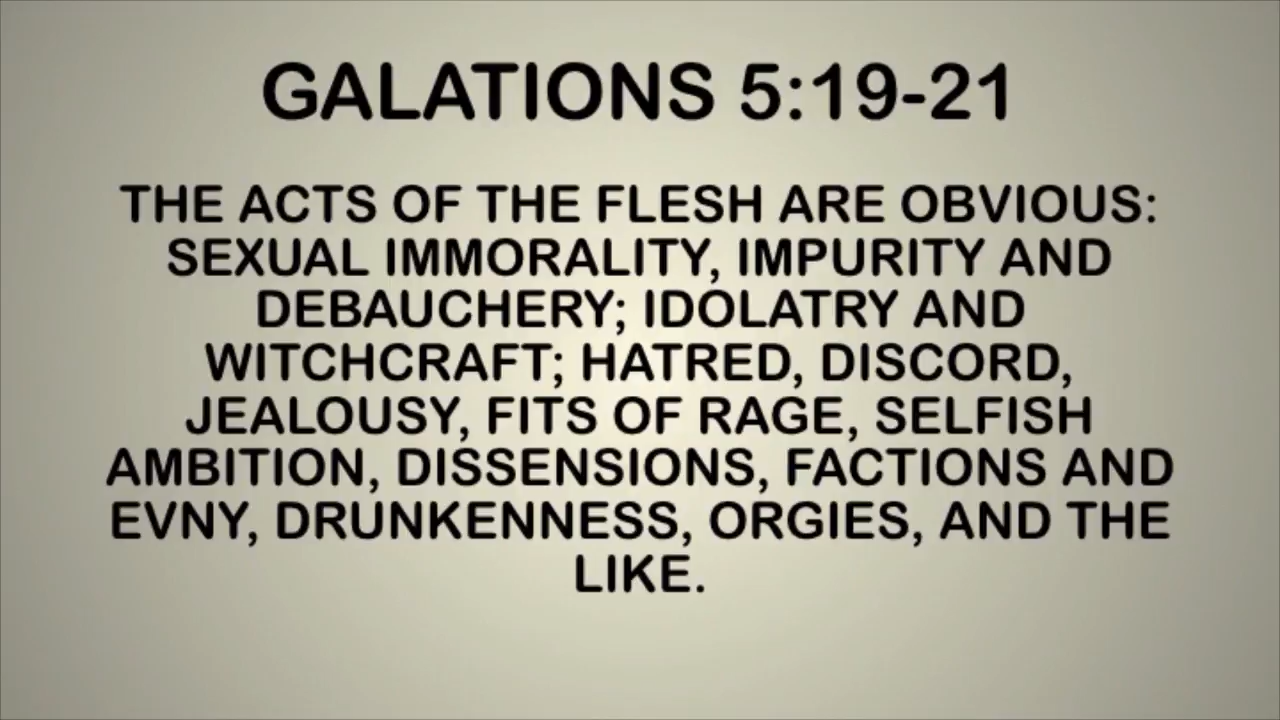 GALATIONS 5:19-21
THE ACTS OF THE FLESH ARE OBVIOUS:
SEXUAL IMMORALITY, IMPURITY AND
DEBAUCHERY; IDOLATRY AND
WITCHCRAFT; HATRED, DISCORD,
JEALOUSY, FITS OF RAGE, SELFISH
AMBITION, DISSENSIONS, FACTIONS AND
EVNY, DRUNKENNESS, ORGIES, AND THE
LIKE.